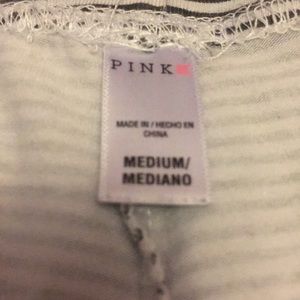 PINK
MADE IN / HECHO EN
CHINA
MEDIUM/
MEDIANO